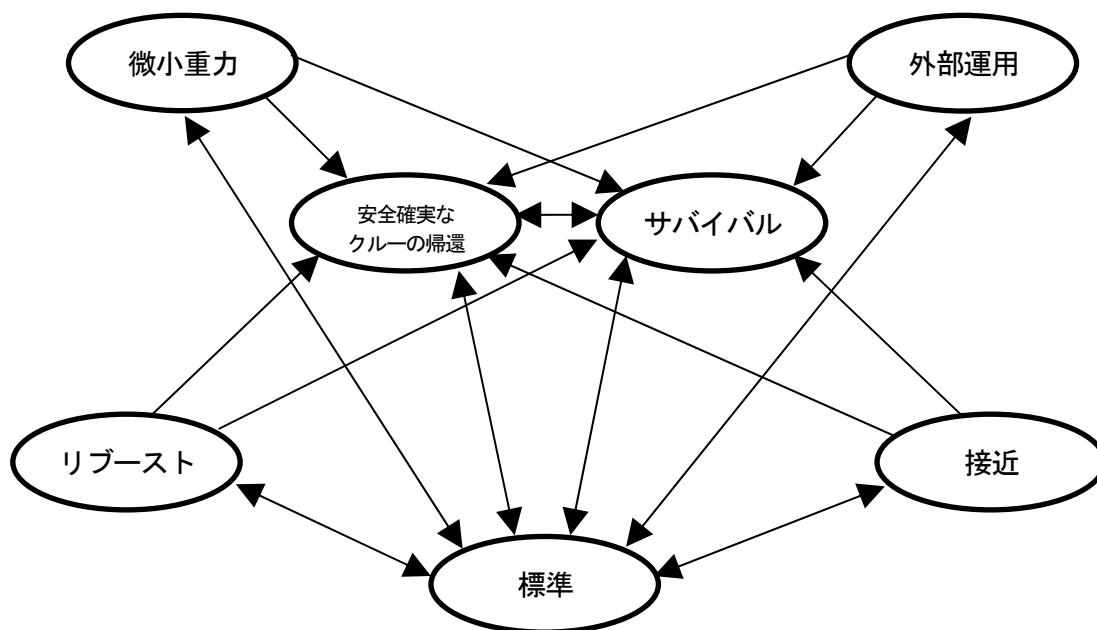 微小重力
外部運用
安全確実な
クルーの帰還
サバイバル
リブースト
接近
標準